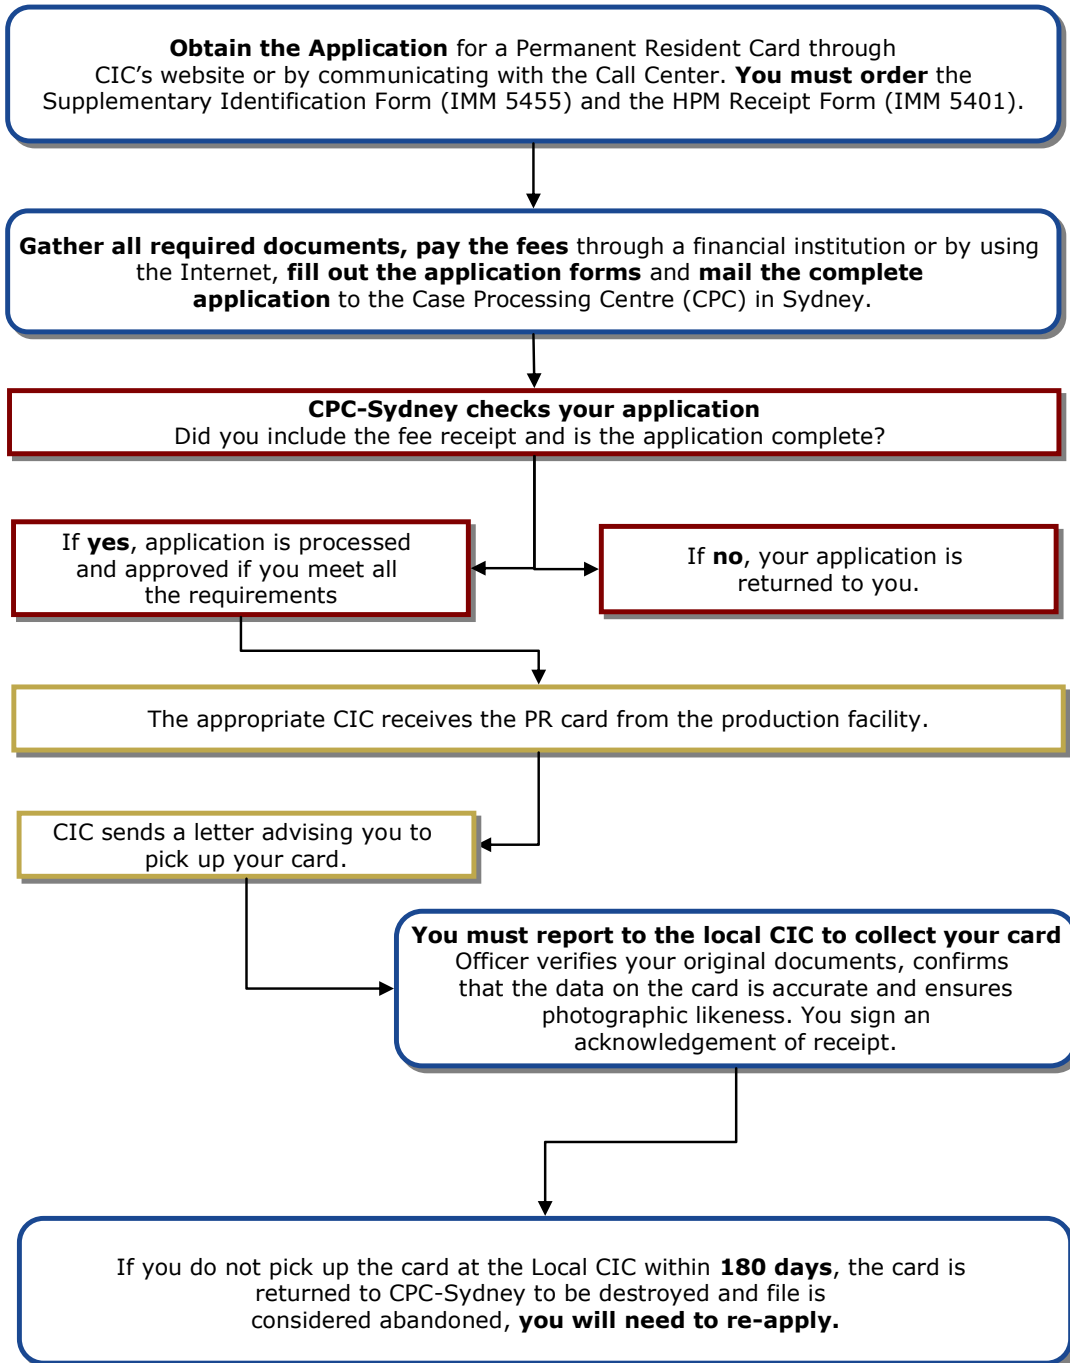 Obtain the Application for a Permanent Resident Card through
CIC’s website or by communicating with the Call Center. You must order the
Supplementary Identification Form (IMM 5455) and the HPM Receipt Form (IMM 5401).
Gather all required documents, pay the fees through a financial institution or by using
the Internet, fill out the application forms and mail the complete
application to the Case Processing Centre (CPC) in Sydney.
CPC-Sydney checks your application
Did you include the fee receipt and is the application complete?
If yes, application is processed
and approved if you meet all
the requirements
If no, your application is
returned to you.
The appropriate CIC receives the PR card from the production facility.
CIC sends a letter advising you to
pick up your card.
You must report to the local CIC to collect your card
Officer verifies your original documents, confirms
that the data on the card is accurate and ensures
photographic likeness. You sign an
acknowledgement of receipt.
If you do not pick up the card at the Local CIC within 180 days, the card is
returned to CPC-Sydney to be destroyed and file is
considered abandoned, you will need to re-apply.